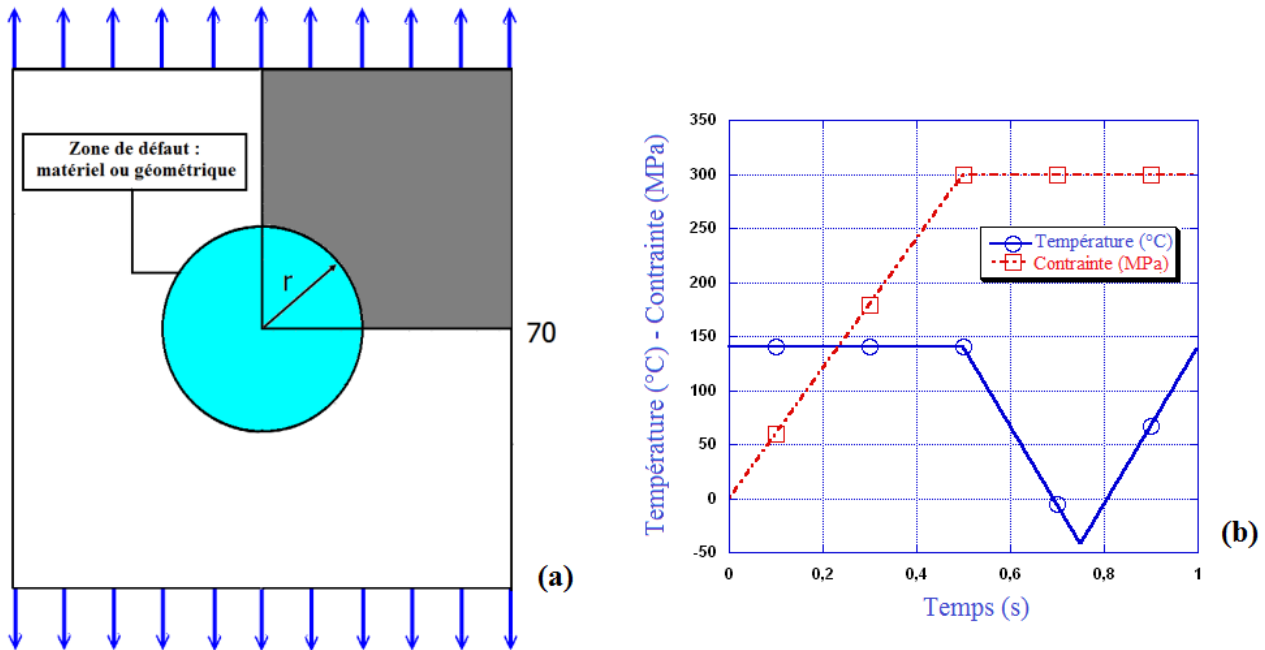 Zone de défaut :
matériel ou géométrique
r
70
(a)
Température (°C) - Contrainte (MPa)
350
300
250
200
150
100
50
0
-50
Température (°C)
Contrainte (MPa)
0
0,2
0,4
0,6
0,8
1
Temps (s)
(b)